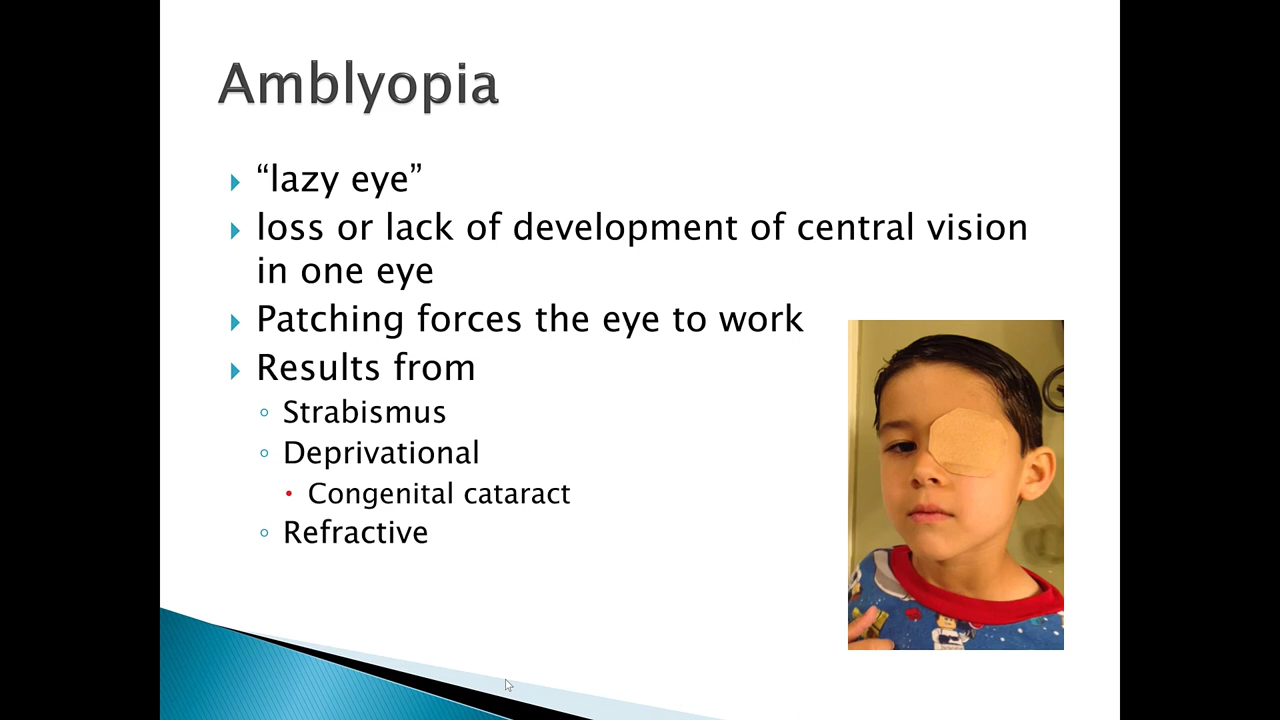 Amblyopia
“lazy eye”
loss or lack of development of central vision
in one eye
Patching forces the eye to work
Results from
Strabismus
Deprivational
Congenital cataract
Refractive